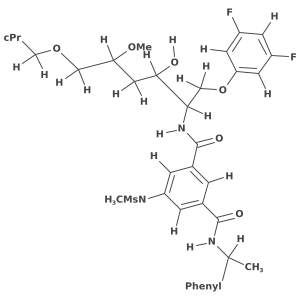 F H
cPr H H
O OMe H
H F
H H O H H
H H H H O H
H H
H N
O
H
H
H₃CMsN O
H N H
H
CH₃
Phenyl